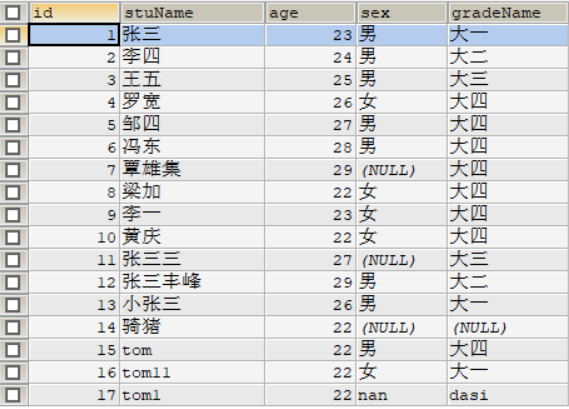 id stuName age sex gradeName
1 张三 23 男 大一
2 李四 24 男 大二
3 王五 25 男 大三
4 罗宽 26 女 大四
5 邹四 27 男 大四
6 冯东 28 男 大四
7 覃雄集 29 (NULL) 大四
8 梁加 22 女 大四
9 李一 23 女 大四
10 黄庆 22 女 大四
11 张三三 27 (NULL) 大三
12 张三丰峰 29 男 大二
13 小张三 26 男 大一
14 骑猪 22 (NULL) (NULL)
15 tom 22 男 大四
16 tom11 22 女 大一
17 tom1 22 nan dasi